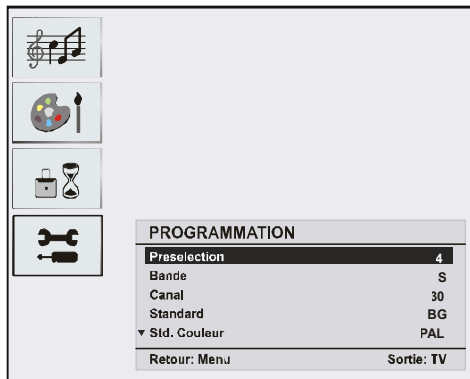 PROGRAMMATION
Preselection 4
Bande S
Canal 30
Standard BG
▼ Std. Couleur PAL
Retour: Menu Sortie: TV